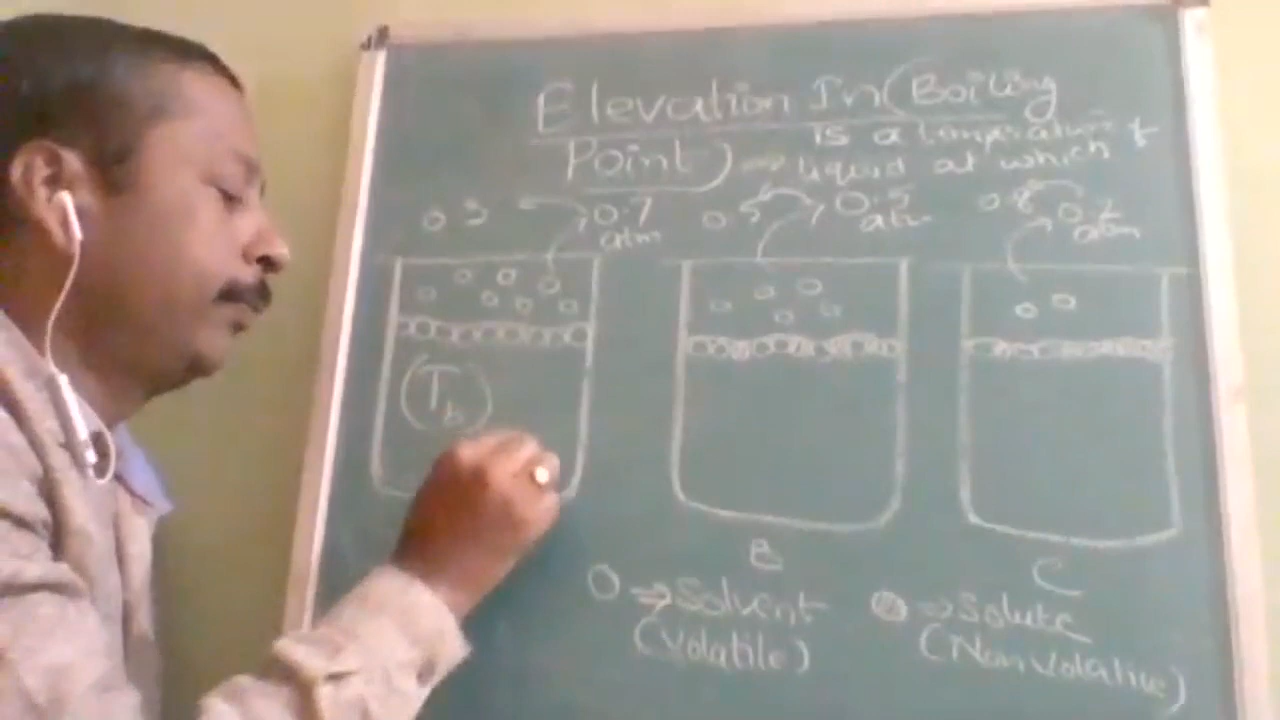 Elevation In (Boiling
Point) ⇒ is a temperature of
liquid at which
0.7
atm
0.5
atm
0.2
atm
(T_b)
B
C
O ⇒ Solvent
(Volatile)
⇒ Solute
(Non Volatile)